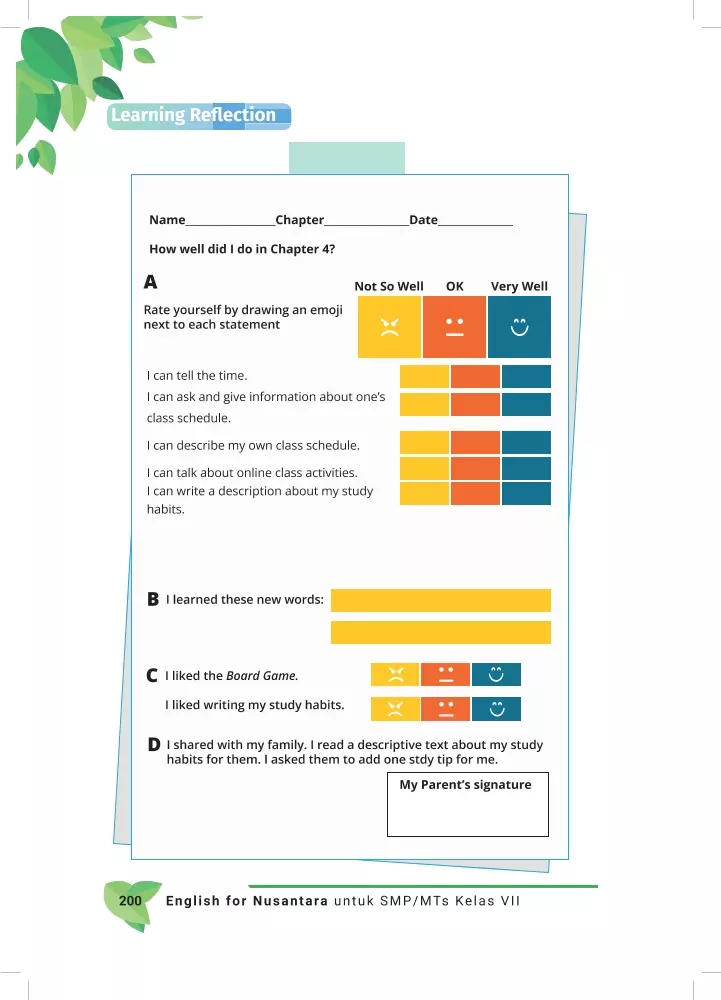 Learning Reflection
Name_______________Chapter______________Date____________
How well did I do in Chapter 4?
A
Not So Well OK Very Well
Rate yourself by drawing an emoji
next to each statement
I can tell the time.
I can ask and give information about one's
class schedule.
I can describe my own class schedule.
I can talk about online class activities.
I can write a description about my study
habits.
B I learned these new words:
C I liked the Board Game.
I liked writing my study habits.
D I shared with my family. I read a descriptive text about my study
habits for them. I asked them to add one stdy tip for me.
My Parent's signature
200 English for Nusantara untuk SMP/MTs Kelas VII